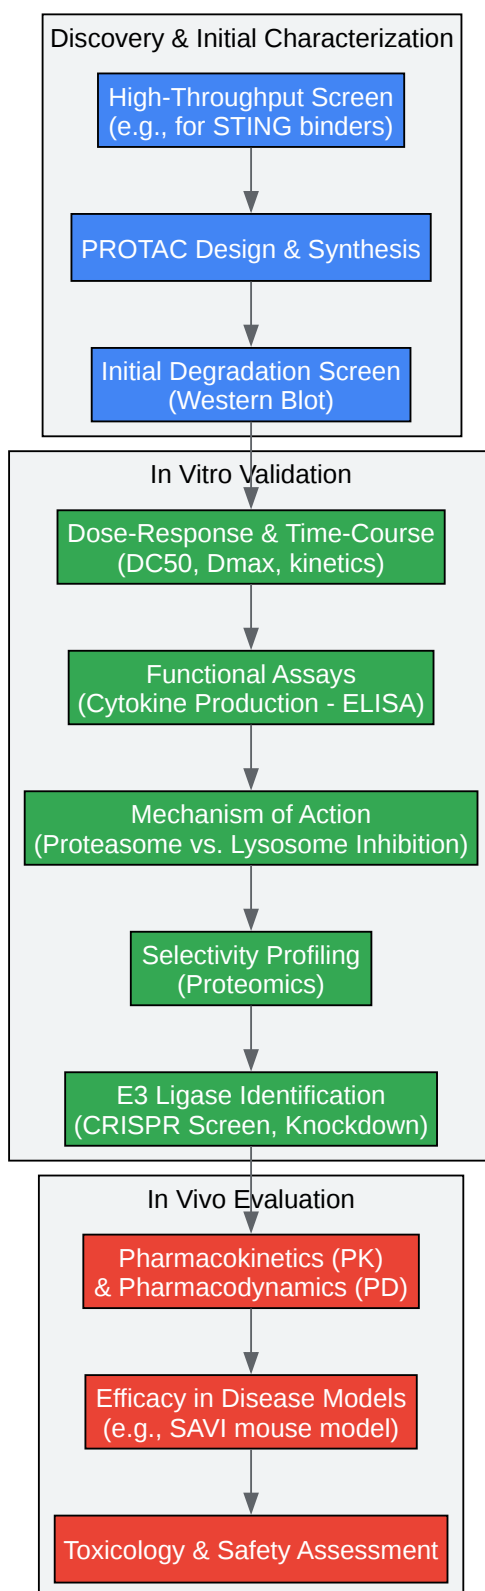 Discovery & Initial Characterization
High-Throughput Screen
(e.g., for STING binders)
PROTAC Design & Synthesis
Initial Degradation Screen
(Western Blot)
In Vitro Validation
Dose-Response & Time-Course
(DC50, Dmax, kinetics)
Functional Assays
(Cytokine Production - ELISA)
Mechanism of Action
(Proteasome vs. Lysosome Inhibition)
Selectivity Profiling
(Proteomics)
E3 Ligase Identification
(CRISPR Screen, Knockdown)
In Vivo Evaluation
Pharmacokinetics (PK)
& Pharmacodynamics (PD)
Efficacy in Disease Models
(e.g., SAVI mouse model)
Toxicology & Safety Assessment